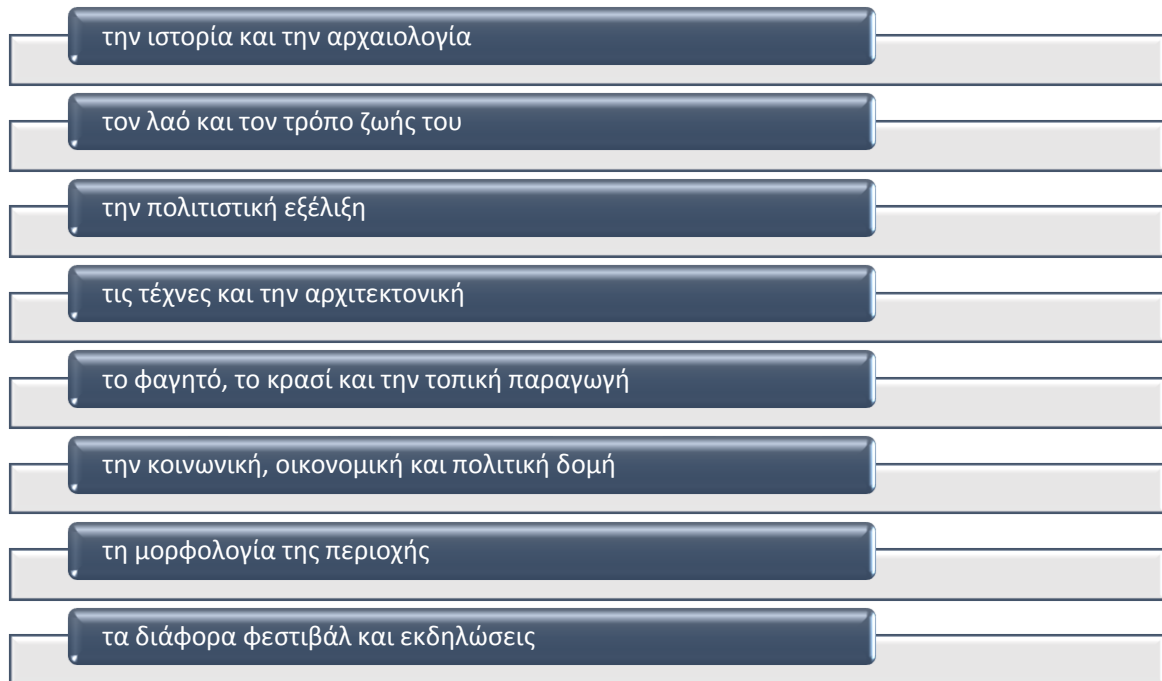 την ιστορία και την αρχαιολογία
τον λαό και τον τρόπο ζωής του
την πολιτιστική εξέλιξη
τις τέχνες και την αρχιτεκτονική
το φαγητό, το κρασί και την τοπική παραγωγή
την κοινωνική, οικονομική και πολιτική δομή
τη μορφολογία της περιοχής
τα διάφορα φεστιβάλ και εκδηλώσεις